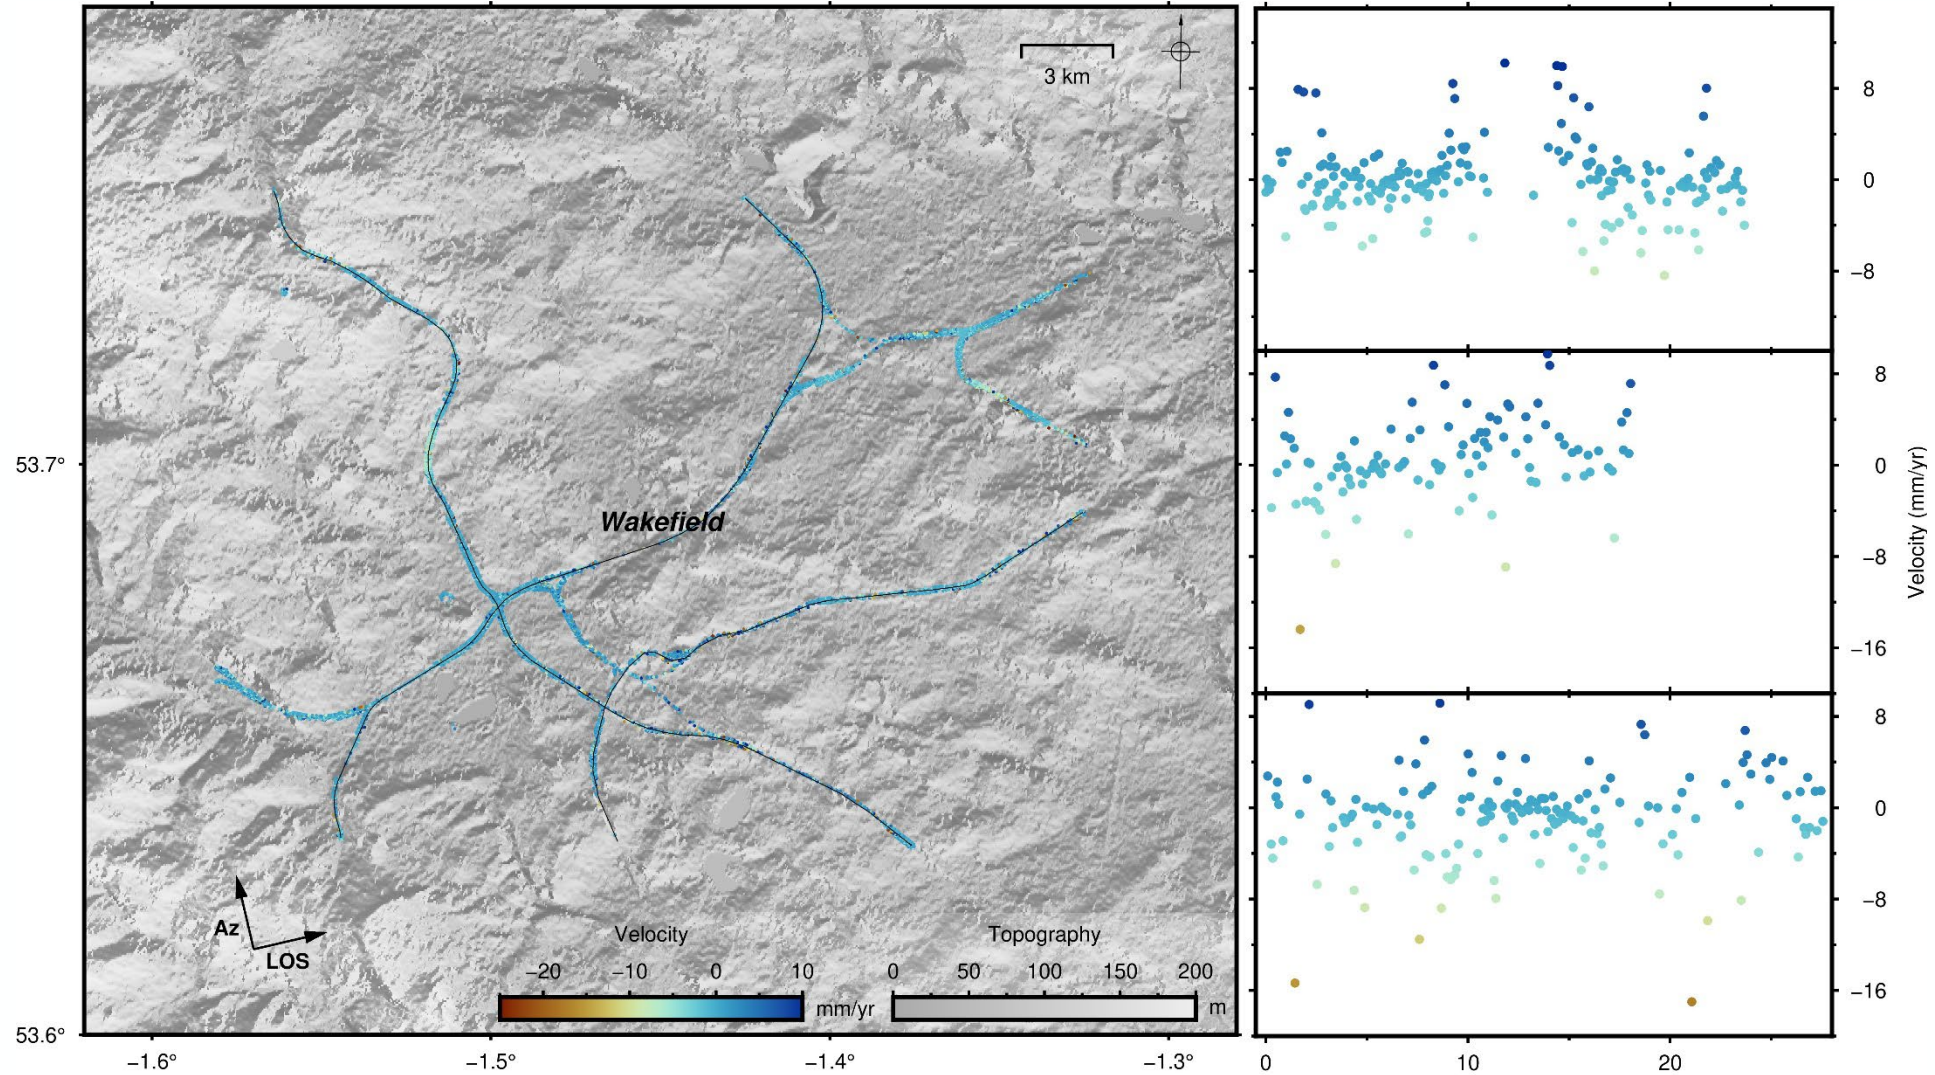 3 km
53.7°
Wakefield
Az
LOS
Velocity
−20 −10 0 10
mm/yr
Topography
0 50 100 150 200
m
53.6°
−1.6° −1.5° −1.4° −1.3°
8
0
−8
8
0
−8
−16
8
0
−8
−16
Velocity (mm/yr)
0 10 20